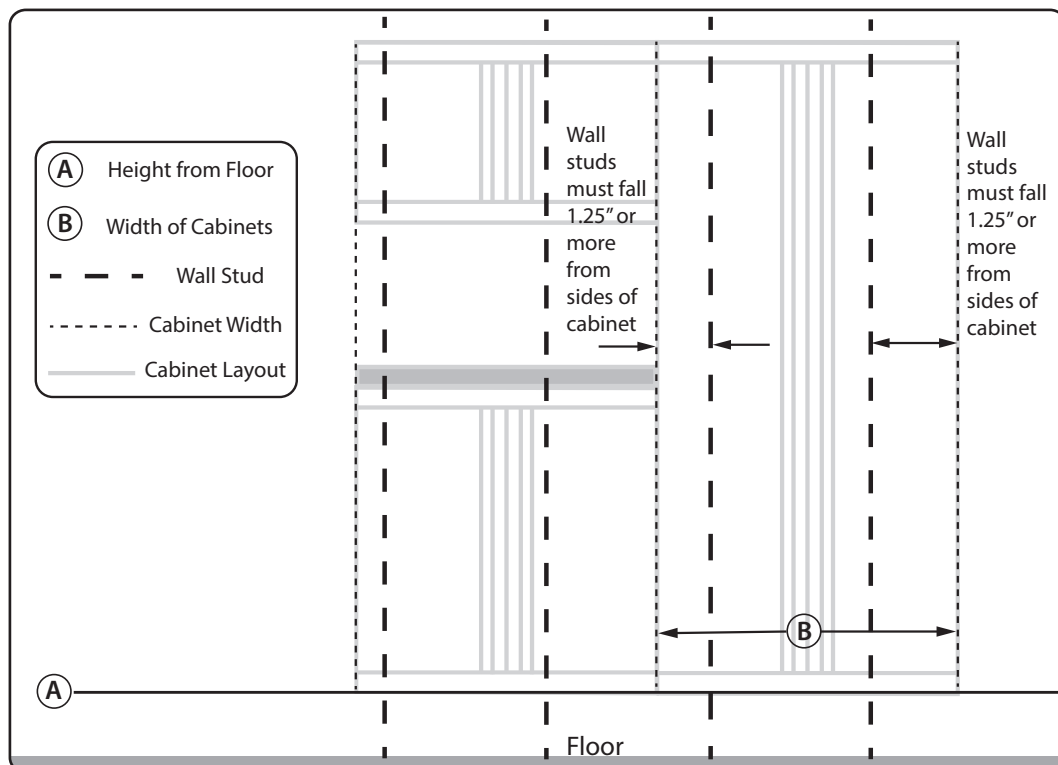 A Height from Floor
B Width of Cabinets
Wall Stud
Cabinet Width
Cabinet Layout
Wall
studs
must fall
1.25” or
more
from
sides of
cabinet
Wall
studs
must fall
1.25” or
more
from
sides of
cabinet
B
A
Floor